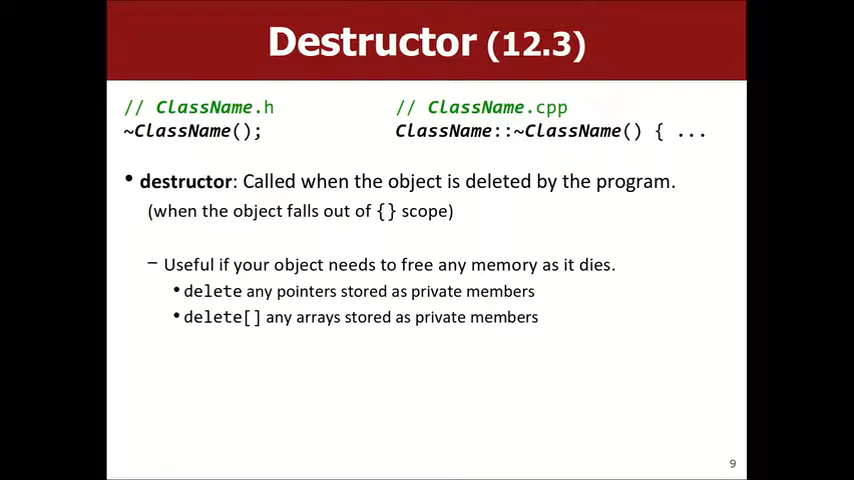 Destructor (12.3)
// ClassName.h
~ClassName();
// ClassName.cpp
ClassName::~ClassName() { ...
• destructor: Called when the object is deleted by the program.
(when the object falls out of {} scope)
– Useful if your object needs to free any memory as it dies.
• delete any pointers stored as private members
• delete[] any arrays stored as private members
9